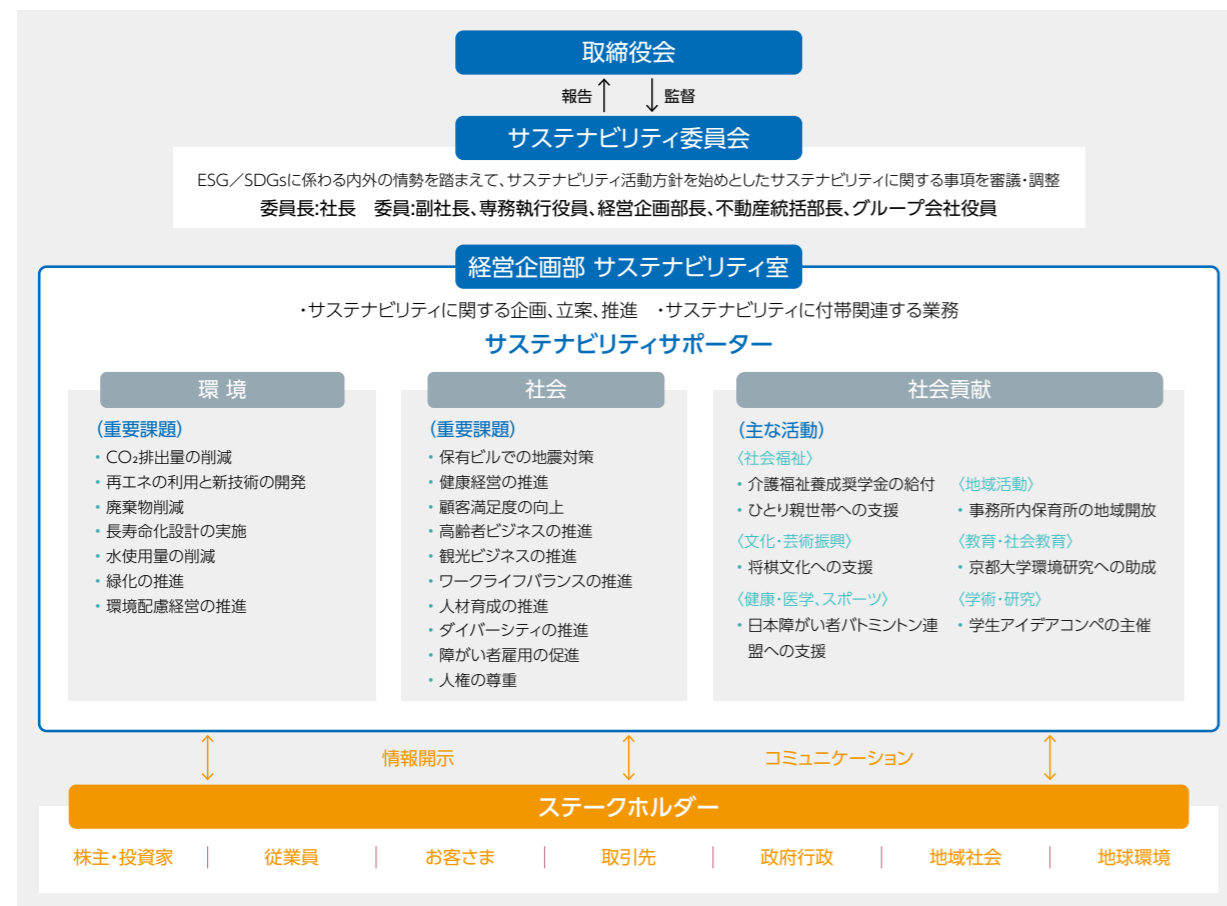 取締役会
報告
監督
サステナビリティ委員会
ESG／SDGsに係わる内外の情勢を踏まえて、サステナビリティ活動方針を始めとしたサステナビリティに関する事項を審議・調整
委員長:社長　委員:副社長、専務執行役員、経営企画部長、不動産統括部長、グループ会社役員
経営企画部 サステナビリティ室
・サステナビリティに関する企画、立案、推進　・サステナビリティに付帯関連する業務
サステナビリティサポーター
環 境
（重要課題）
・CO₂排出量の削減
・再エネの利用と新技術の開発
・廃棄物削減
・長寿命化設計の実施
・水使用量の削減
・緑化の推進
・環境配慮経営の推進
社会
（重要課題）
・保有ビルでの地震対策
・健康経営の推進
・顧客満足度の向上
・高齢者ビジネスの推進
・観光ビジネスの推進
・ワークライフバランスの推進
・人材育成の推進
・ダイバーシティの推進
・障がい者雇用の促進
・人権の尊重
社会貢献
（主な活動）
〈社会福祉〉
・介護福祉養成奨学金の給付
・ひとり親世帯への支援
〈文化・芸術振興〉
・将棋文化への支援
〈健康・医学、スポーツ〉
・日本障がい者バトミントン連
盟への支援
〈地域活動〉
・事務所内保育所の地域開放
〈教育・社会教育〉
・京都大学環境研究への助成
〈学術・研究〉
・学生アイデアコンペの主催
情報開示
コミュニケーション
ステークホルダー
株主・投資家
従業員
お客さま
取引先
政府行政
地域社会
地球環境